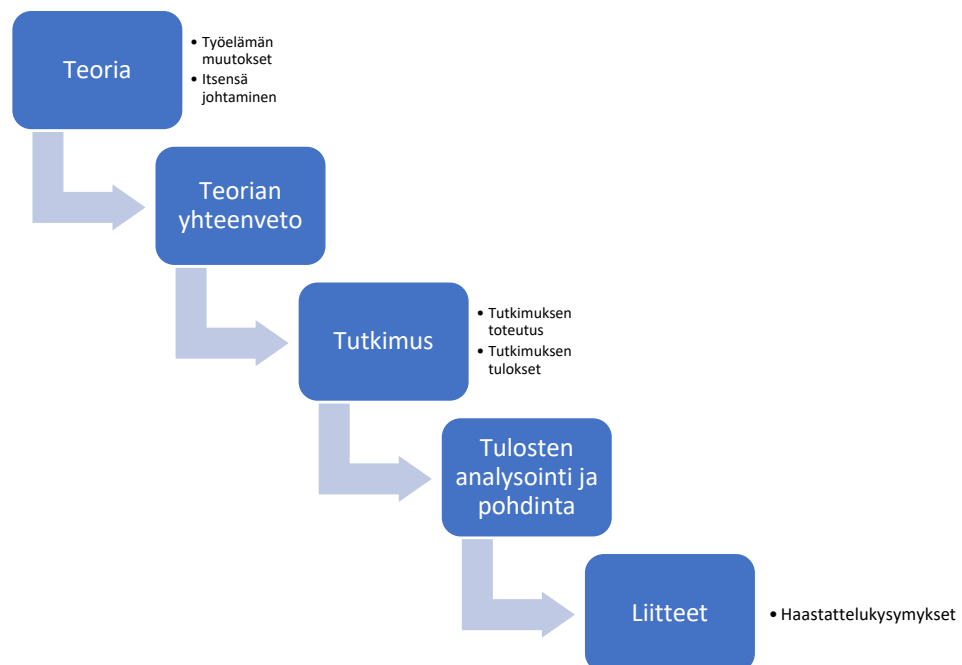 Teoria
• Työelämän
muutokset
• Itsensä
johtaminen
Teorian
yhteenveto
Tutkimus
• Tutkimuksen
toteutus
• Tutkimuksen
tulokset
Tulosten
analysointi ja
pohdinta
Liitteet
• Haastattelukysymykset